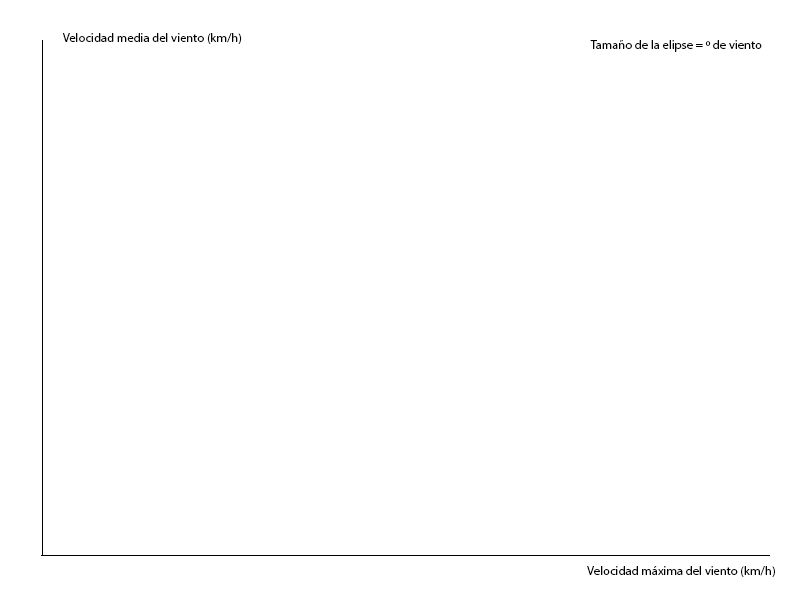 Velocidad media del viento (km/h)
Tamaño de la elipse = º de viento
Velocidad máxima del viento (km/h)